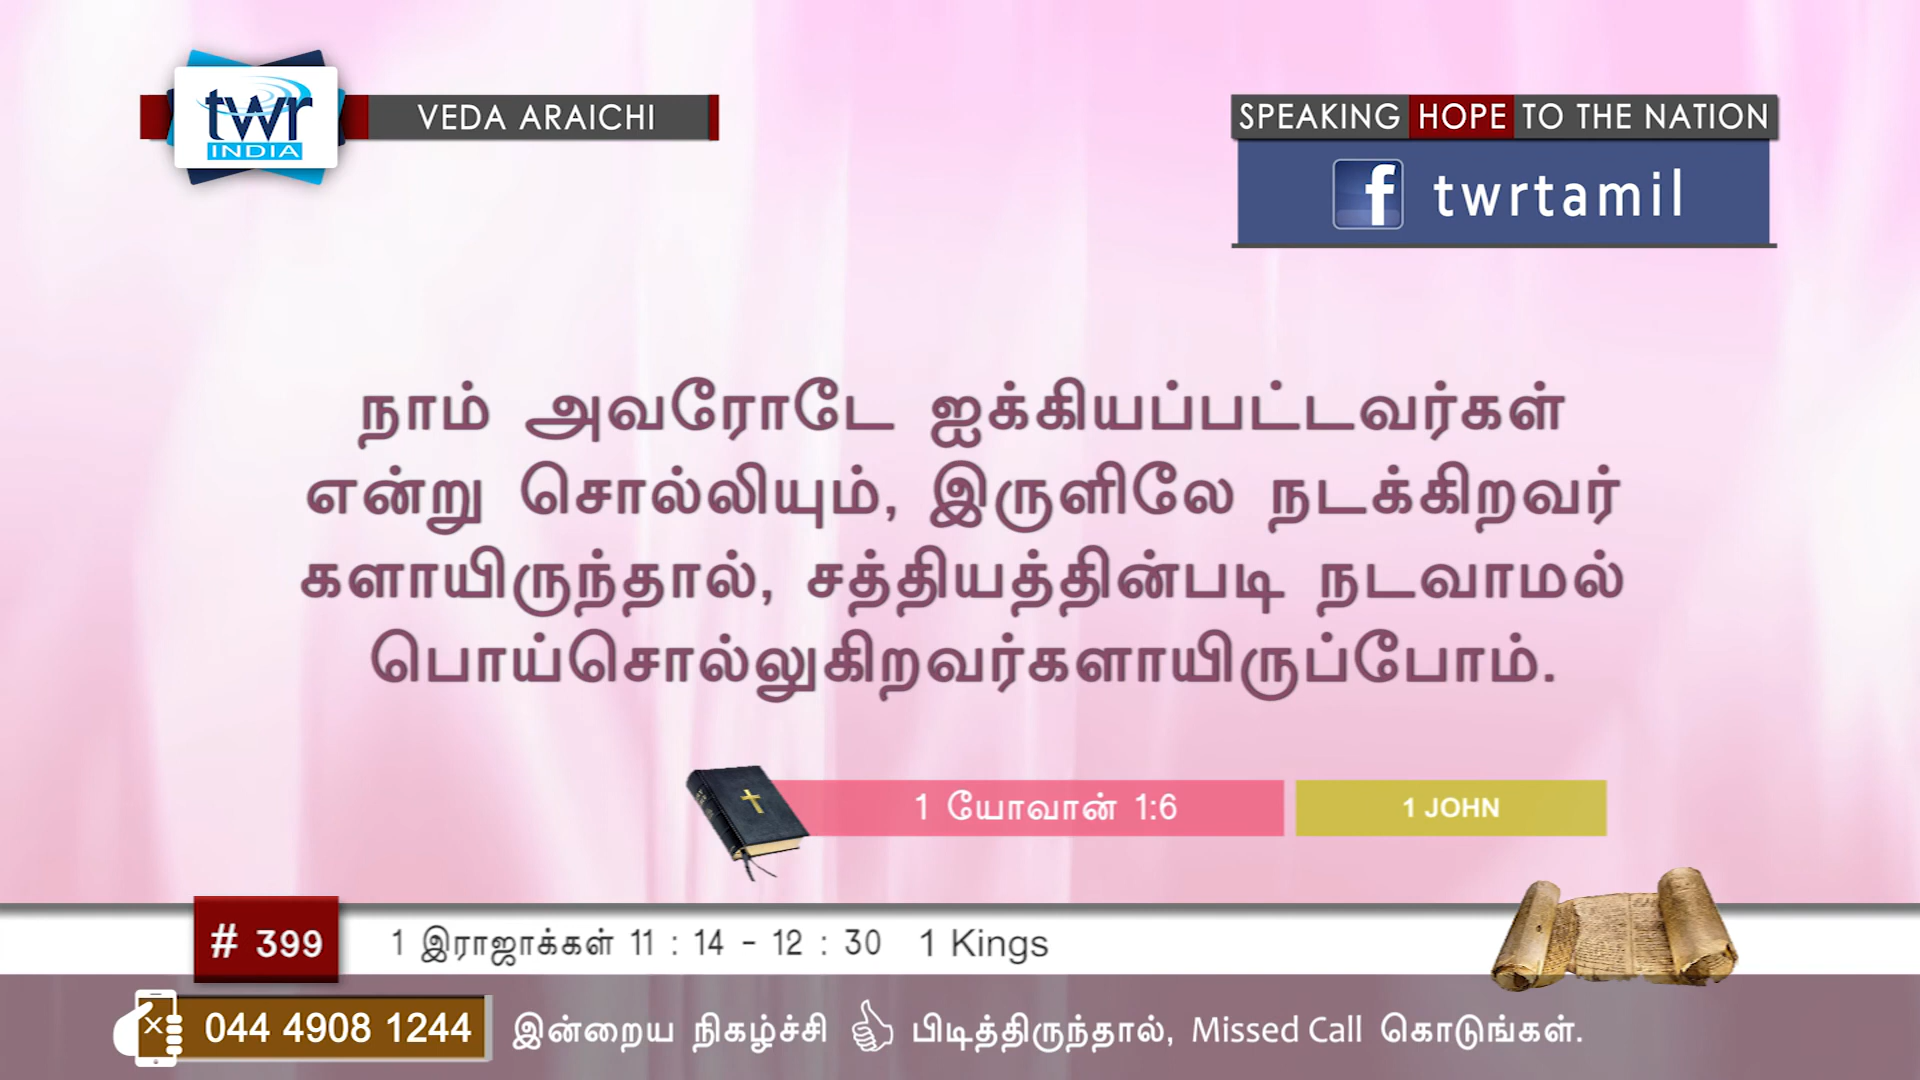 twr
INDIA
VEDA ARAICHI
SPEAKING HOPE TO THE NATION
f twrtamil
நாம் அவரோடே ஐக்கியப்பட்டவர்கள்
என்று சொல்லியும், இருளிலே நடக்கிறவர்
களாயிருந்தால், சத்தியத்தின்படி நடவாமல்
பொய்சொல்லுகிறவர்களாயிருப்போம்.
1 யோவான் 1:6 1 JOHN
# 399 1 இராஜாக்கள் 11 : 14 - 12 : 30 1 Kings
044 4908 1244 இன்றைய நிகழ்ச்சி பிடித்திருந்தால், Missed Call கொடுங்கள்.